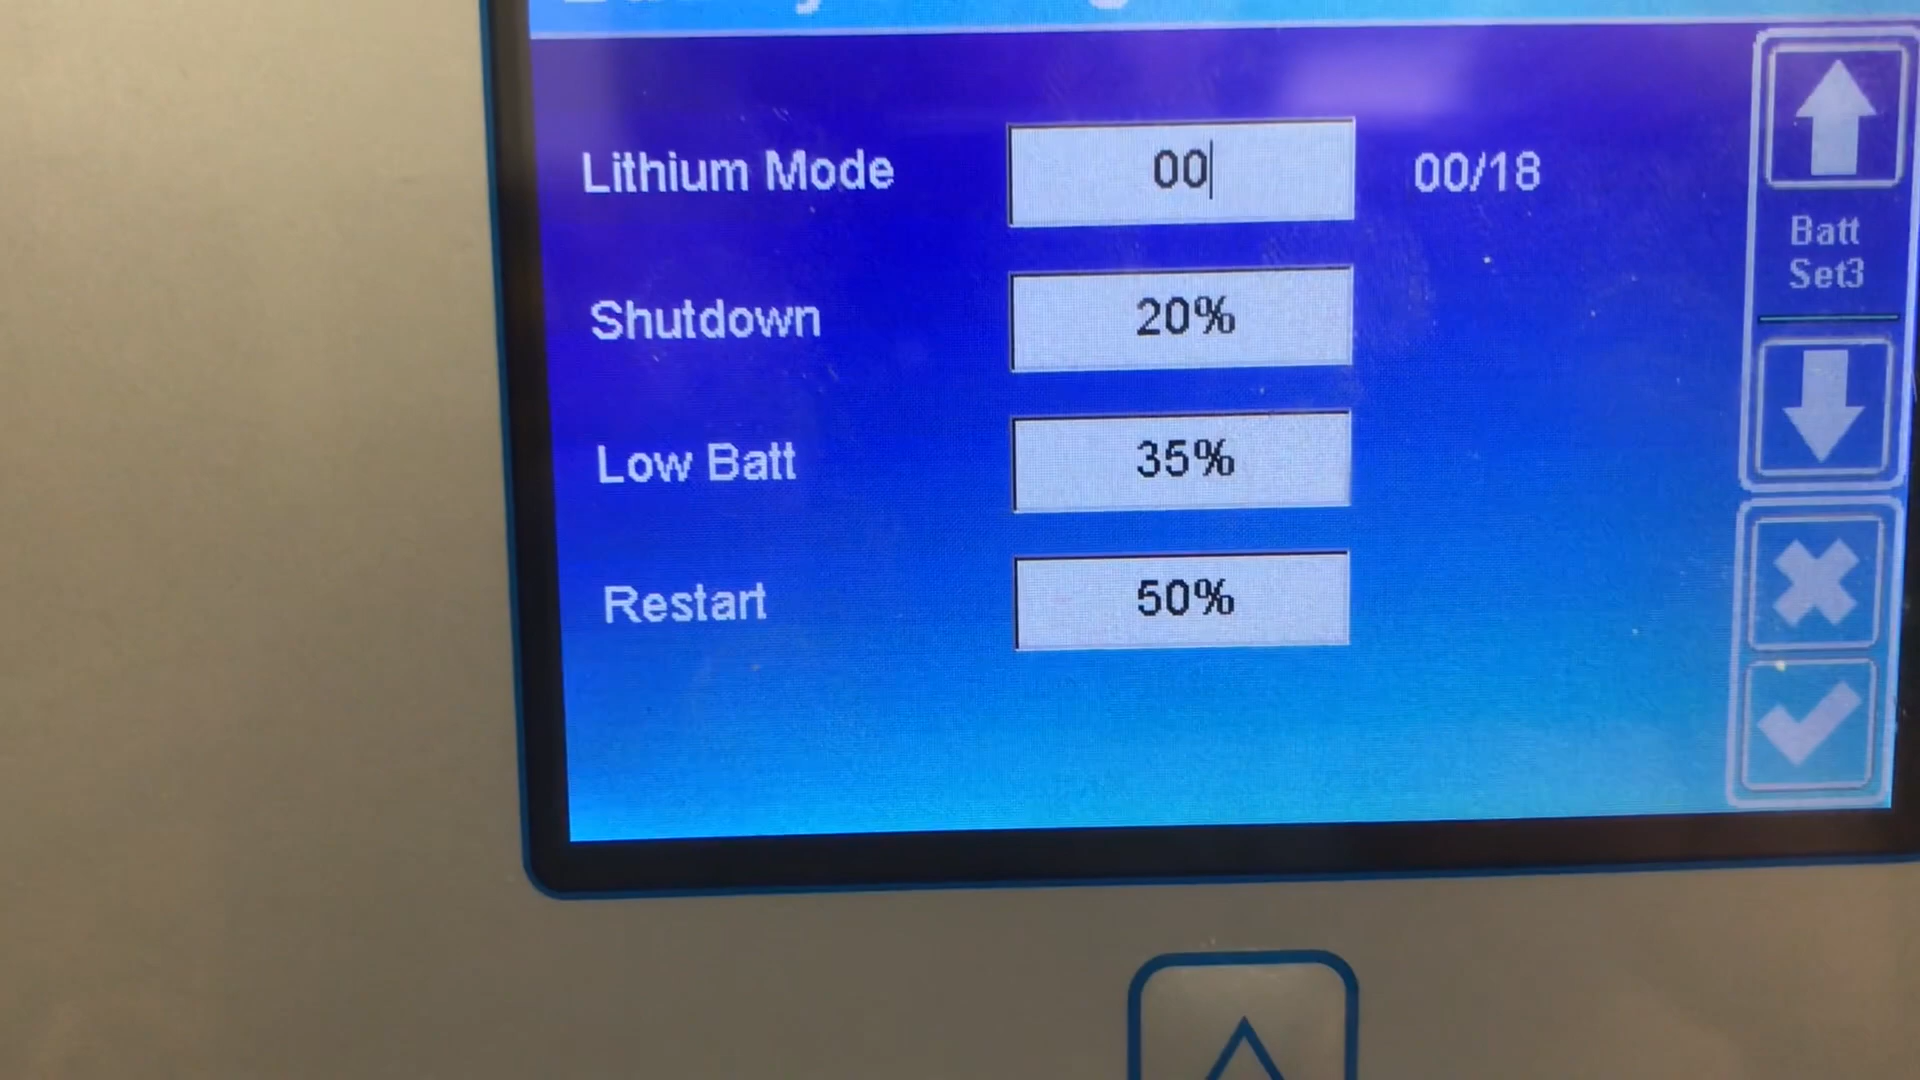 Lithium Mode 00 00/18
Shutdown 20%
Low Batt 35%
Restart 50%
Batt
Set3